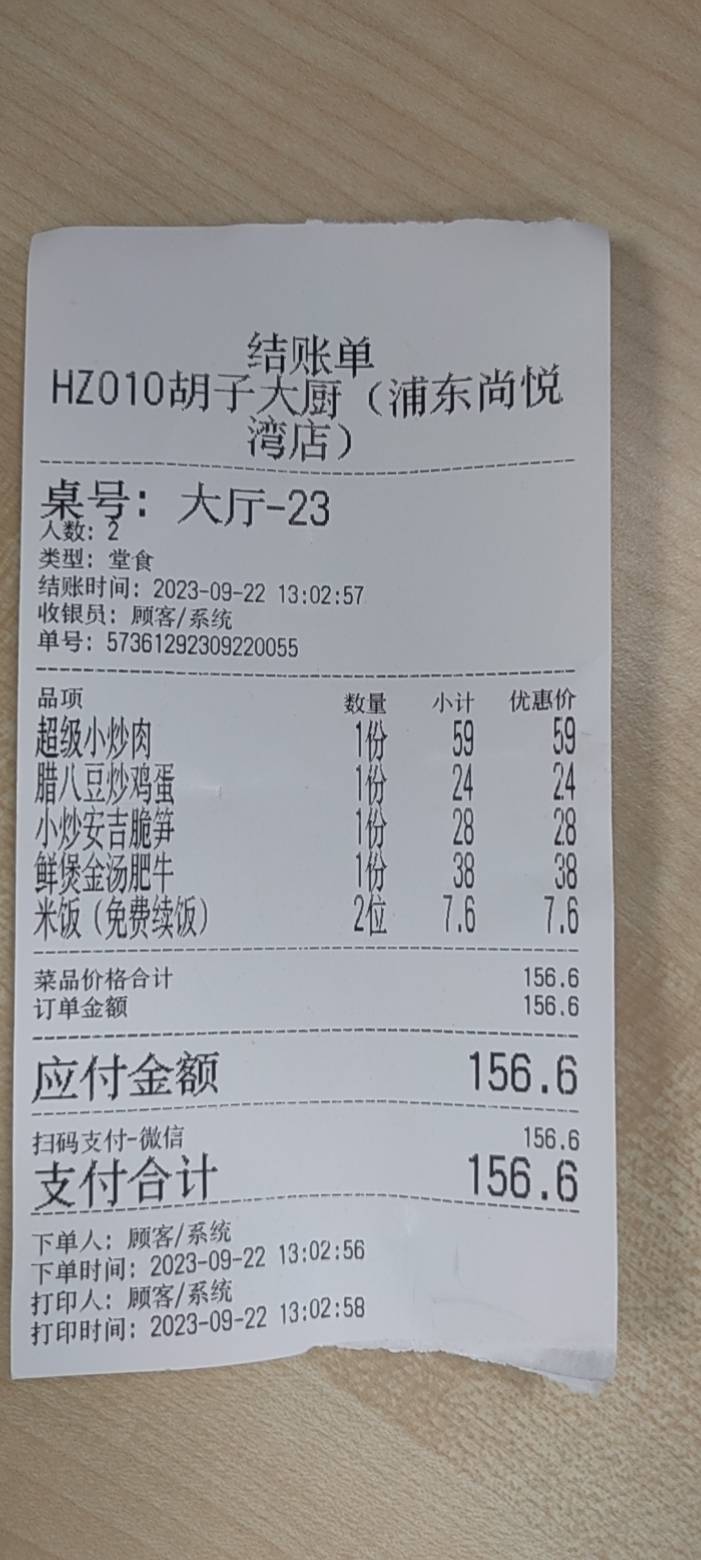 结账单
HZ010胡子大厨（浦东尚悦
湾店）
桌号：大厅-23
人数：2
类型：堂食
结账时间：2023-09-22 13:02:57
收银员：顾客/系统
单号：57361292309220055
品项 数量 小计 优惠价
超级小炒肉 1份 59 59
腊八豆炒鸡蛋 1份 24 24
小炒安吉脆笋 1份 28 28
鲜煲金汤肥牛 1份 38 38
米饭（免费续饭） 2位 7.6 7.6
菜品价格合计 156.6
订单金额 156.6
应付金额 156.6
扫码支付-微信 156.6
支付合计 156.6
下单人：顾客/系统
下单时间：2023-09-22 13:02:56
打印人：顾客/系统
打印时间：2023-09-22 13:02:58